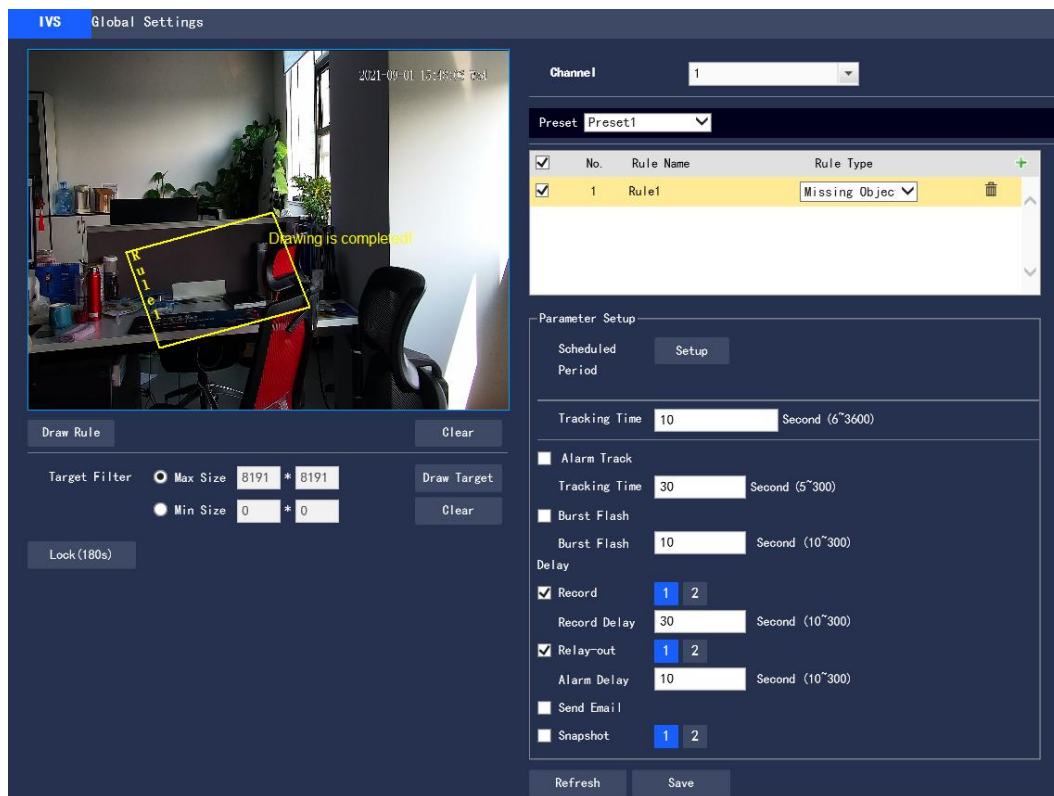 IVS Global Settings
2021-09-01
Drawing is completed!
Rule1
Draw Rule Clear
Target Filter Max Size 8191 * 8191 Draw Target
Min Size 0 * 0 Clear
Lock(180s)
Channel 1
Preset Preset1
No. Rule Name Rule Type +
1 Rule1 Missing Objec
Parameter Setup
Scheduled Setup
Period
Tracking Time 10 Second (6~3600)
Alarm Track
Tracking Time 30 Second (5~300)
Burst Flash
Burst Flash 10 Second (10~300)
Delay
Record 1 2
Record Delay 30 Second (10~300)
Relay-out 1 2
Alarm Delay 10 Second (10~300)
Send Email
Snapshot 1 2
Refresh Save